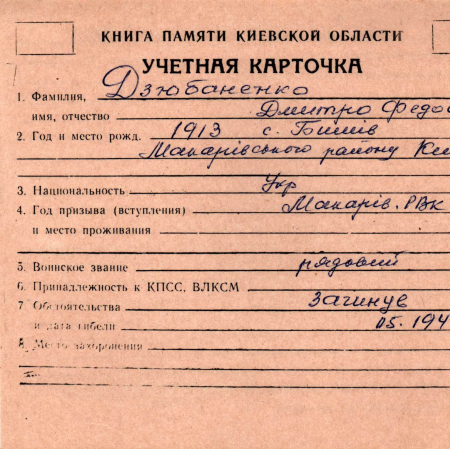 КНИГА ПАМЯТИ КИЕВСКОЙ ОБЛАСТИ
УЧЕТНАЯ КАРТОЧКА
1. Фамилия, Дзюбаненко
имя, отчество Дмитро Федо
2. Год и место рожд. 1913 с. Бишів
Макарівського району Ки
3. Национальность Укр
4. Год призыва (вступления) Макарів. РВК
и место проживания
5. Воинское звание рядовий
6. Принадлежность к КПСС, ВЛКСМ
7. Обстоятельства загинув
и дата гибели 05.194
8. Место захоронения